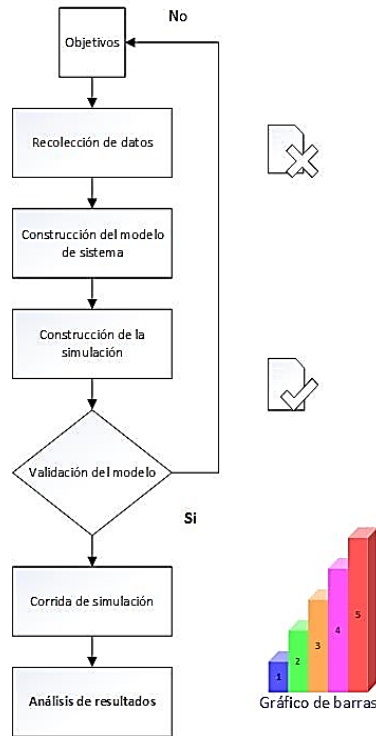 No
Objetivos
Recolección de datos
Construcción del modelo
de sistema
Construcción de la
simulación
Validación del modelo
Si
Corrida de simulación
Análisis de resultados
1
2
3
4
5
Gráfico de barras